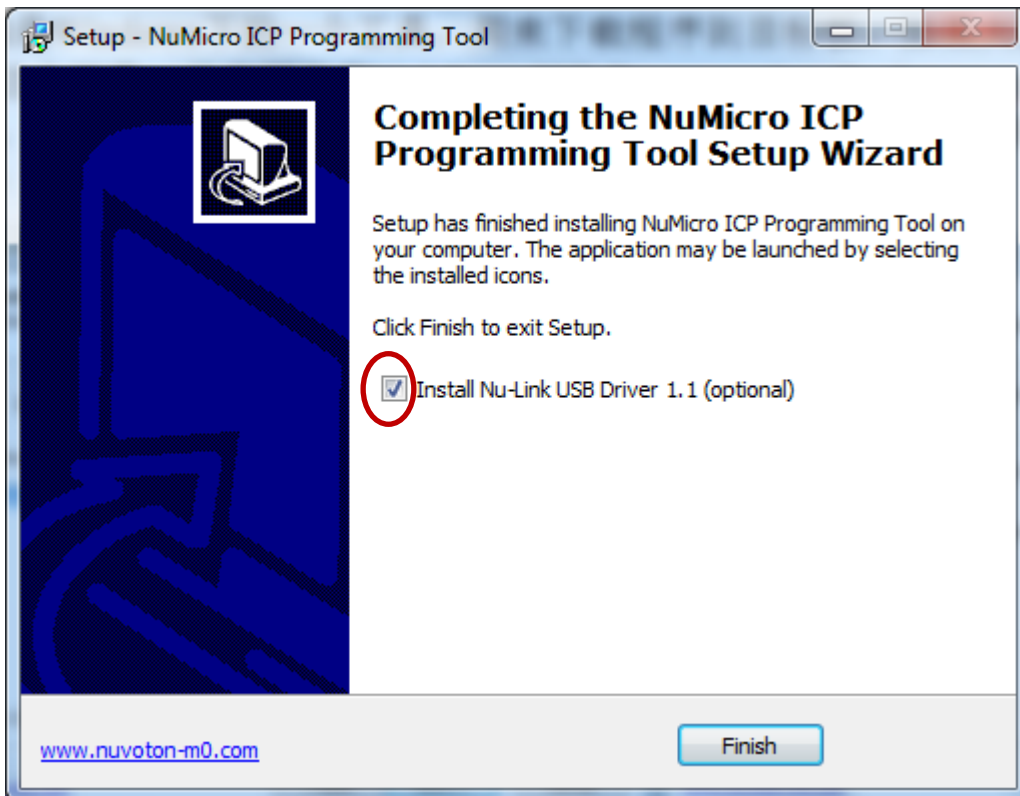 Setup - NuMicro ICP Programming Tool
Completing the NuMicro ICP
Programming Tool Setup Wizard
Setup has finished installing NuMicro ICP Programming Tool on
your computer. The application may be launched by selecting
the installed icons.
Click Finish to exit Setup.
Install Nu-Link USB Driver 1.1 (optional)
www.nuvoton-m0.com
Finish